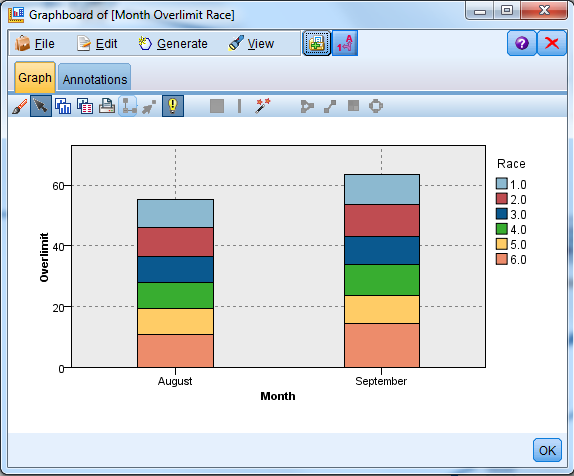 Graphboard of [Month Overlimit Race]
File Edit Generate View
Graph Annotations
Race
1.0
2.0
3.0
4.0
5.0
6.0
60
40
20
0
Overlimit
August September
Month
OK